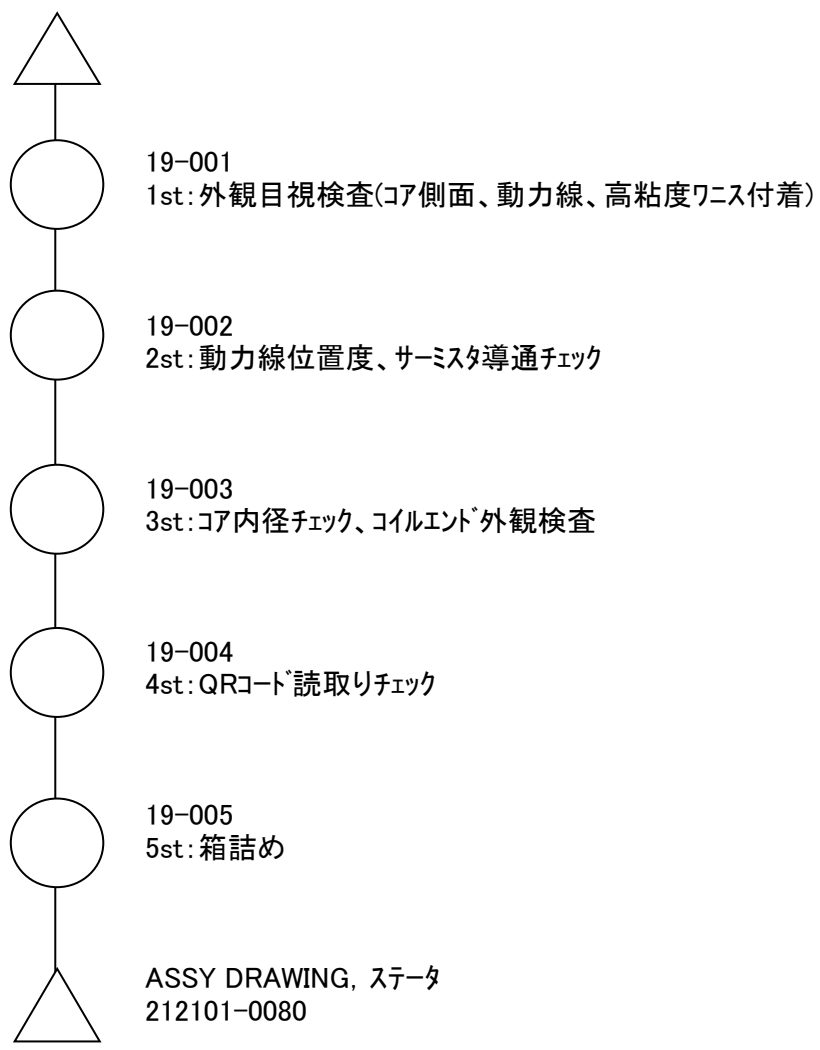 19-001
1st:外観目視検査(ｺｱ側面、動力線、高粘度ﾜﾆｽ付着)
19-002
2st:動力線位置度、ｻｰﾐｽﾀ導通ﾁｪｯｸ
19-003
3st:ｺｱ内径ﾁｪｯｸ、ｺｲﾙｴﾝﾄﾞ外観検査
19-004
4st:QRｺｰﾄﾞ読取りﾁｪｯｸ
19-005
5st:箱詰め
ASSY DRAWING, ｽﾃｰﾀ
212101-0080